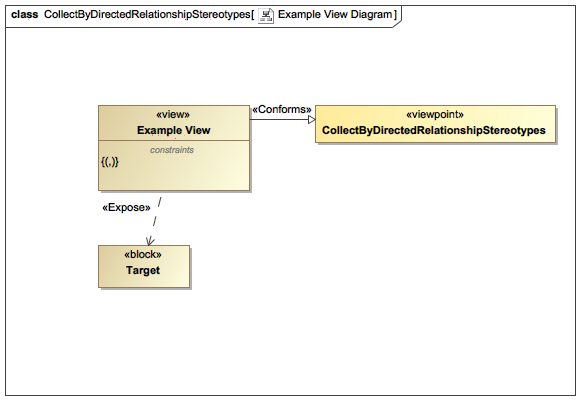 class CollectByDirectedRelationshipStereotypes[ Example View Diagram]
«view»
Example View
constraints
{(,)}
«Conforms»
«viewpoint»
CollectByDirectedRelationshipStereotypes
«Expose»
«block»
Target